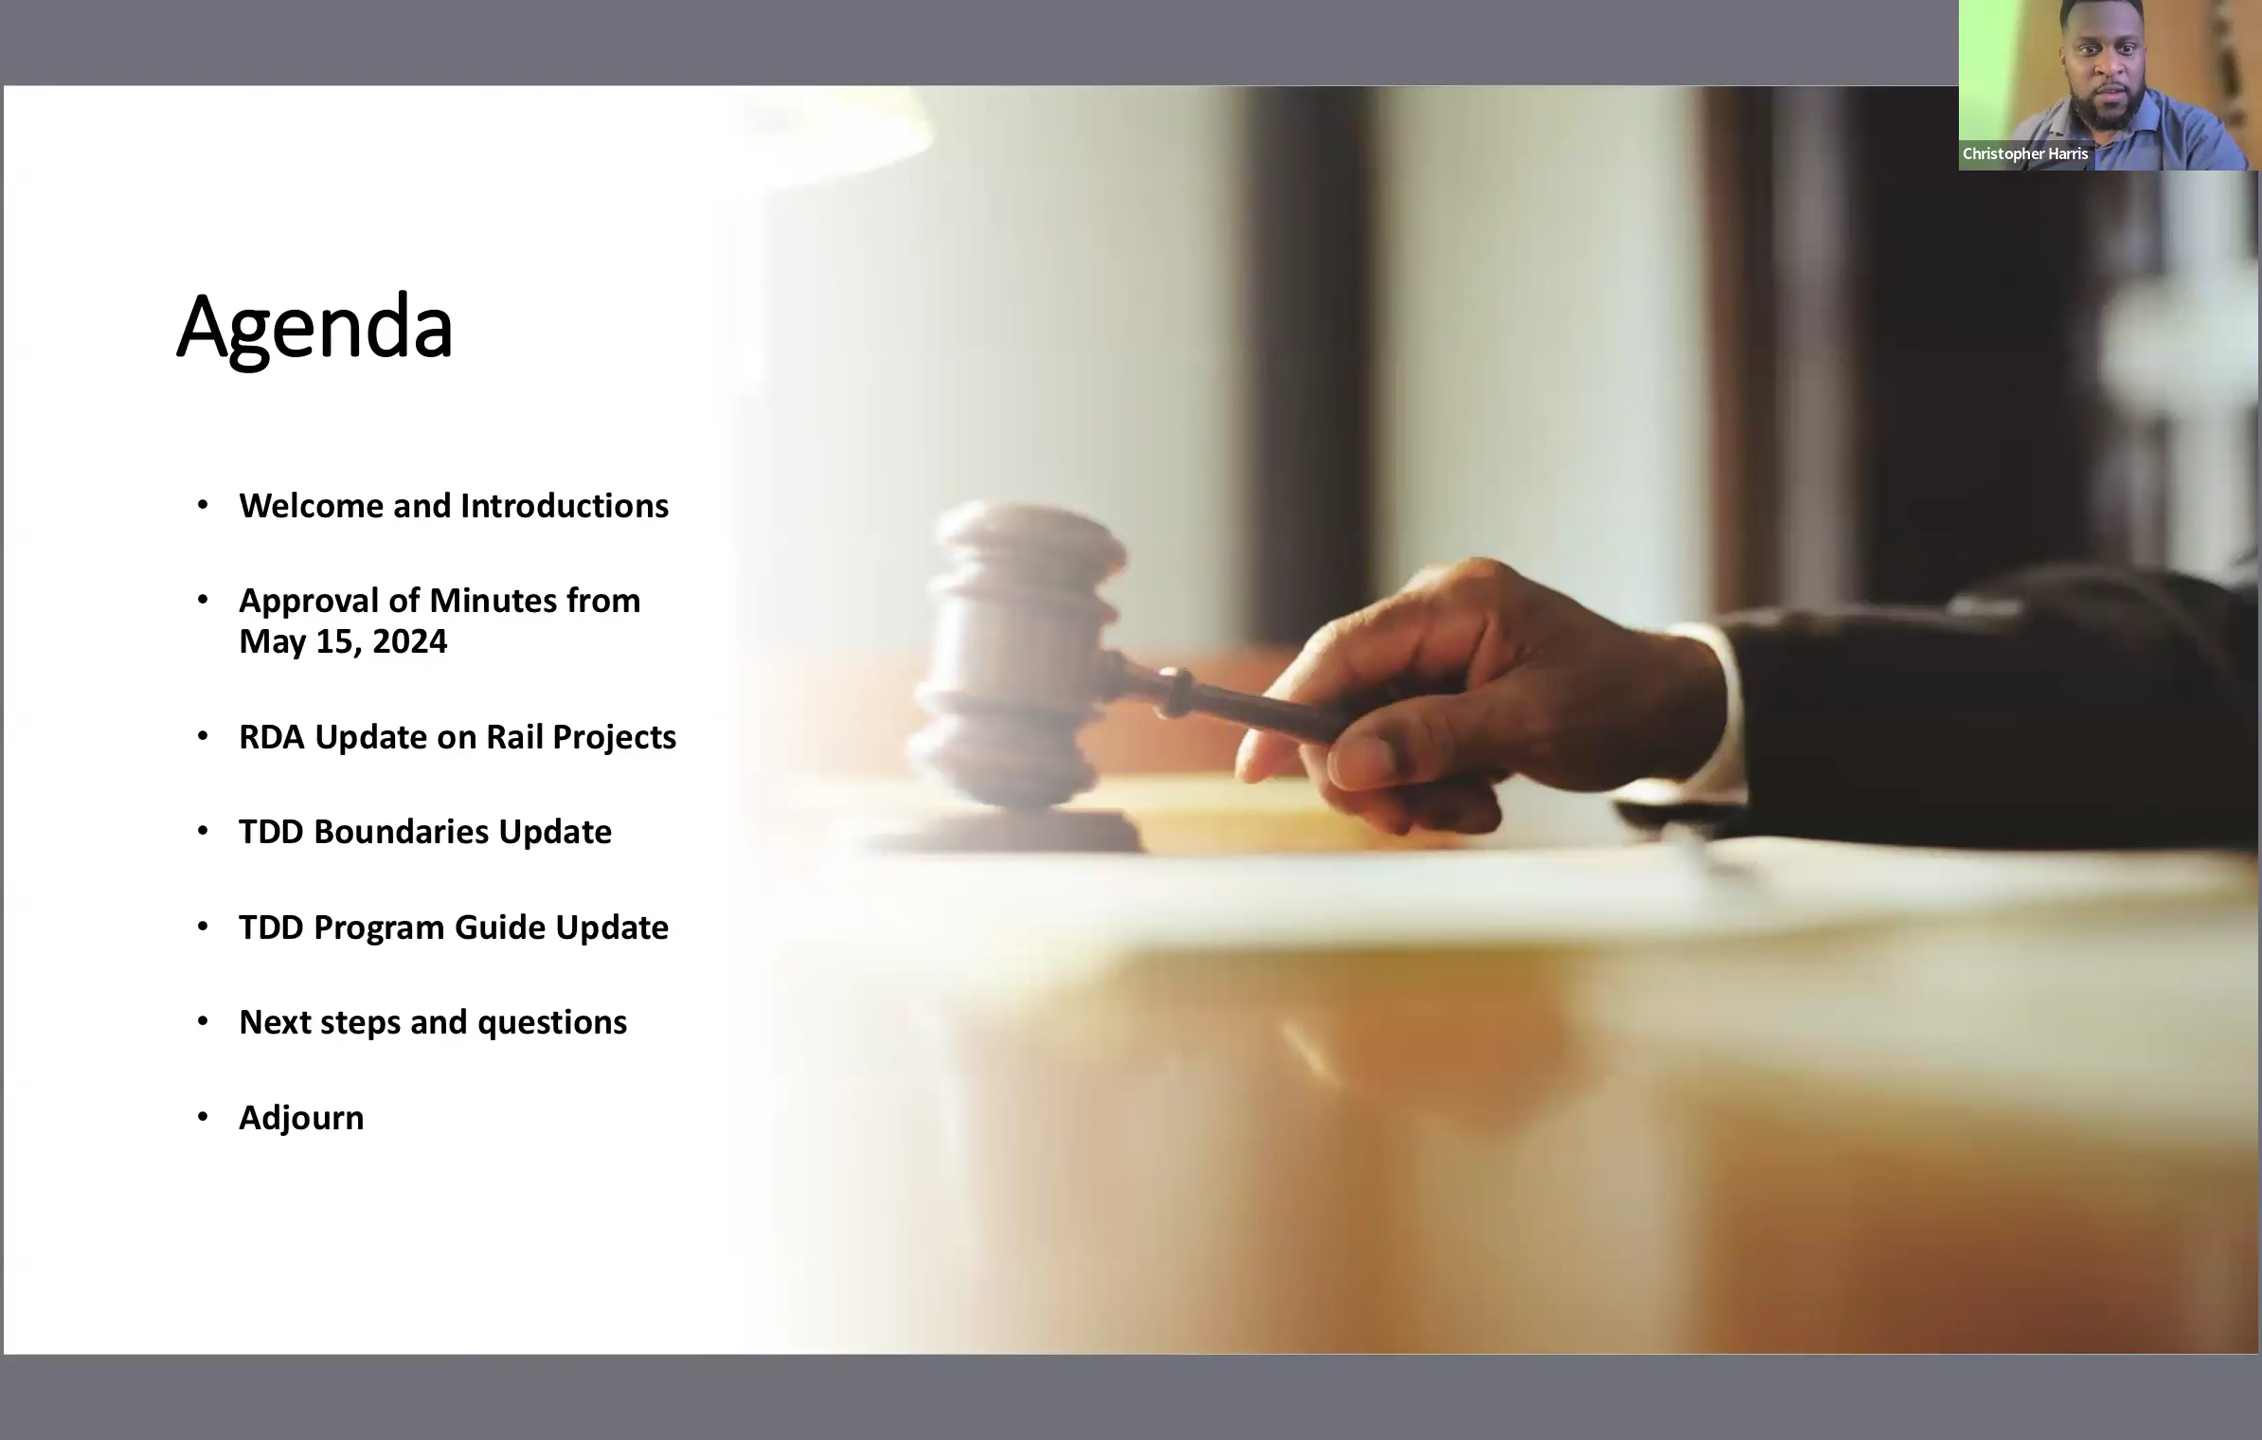 Christopher Harris
Agenda
• Welcome and Introductions
• Approval of Minutes from
May 15, 2024
• RDA Update on Rail Projects
• TDD Boundaries Update
• TDD Program Guide Update
• Next steps and questions
• Adjourn